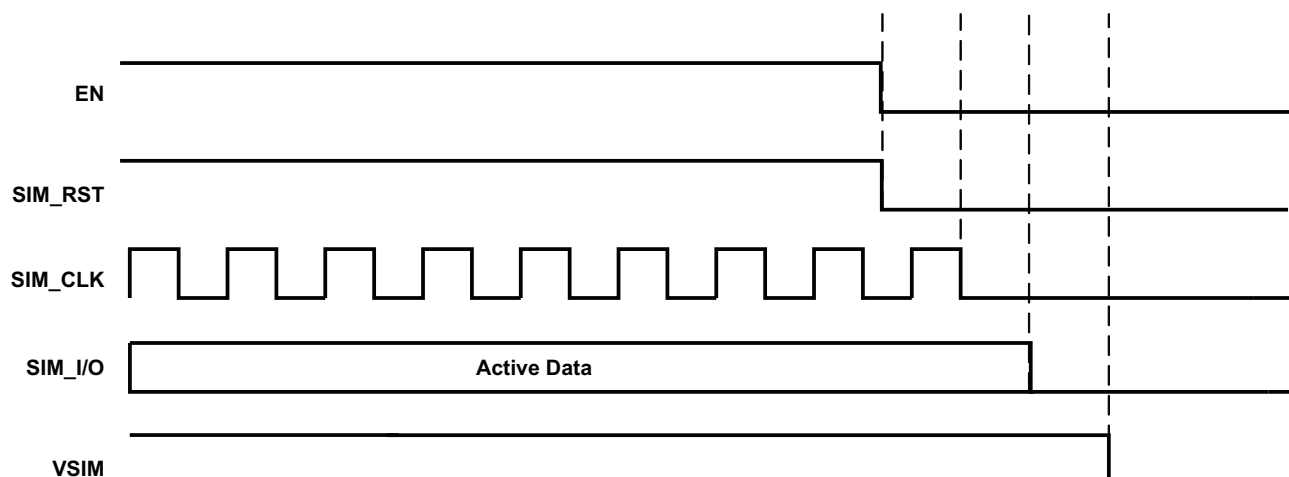 EN
SIM_RST
SIM_CLK
SIM_I/O
Active Data
VSIM